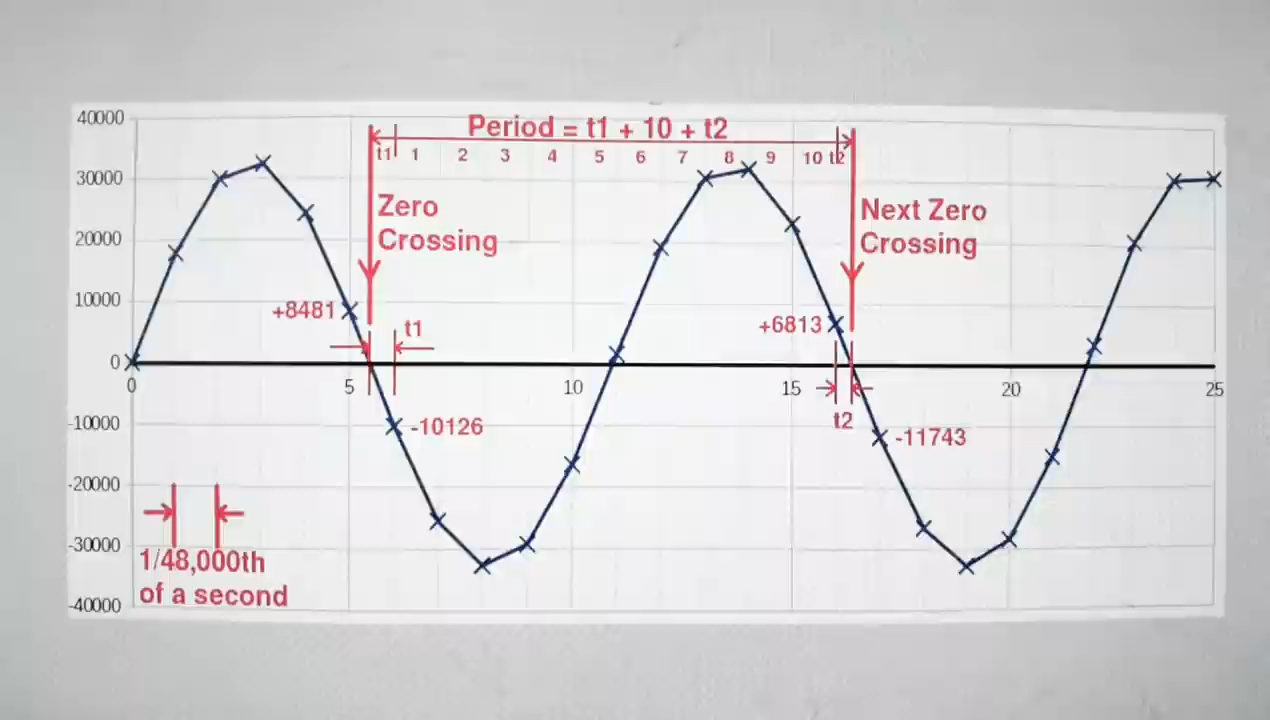 40000
Period = t1 + 10 + t2
t1 1 2 3 4 5 6 7 8 9 10 t2
30000
Zero
Crossing
Next Zero
Crossing
20000
10000
+8481
t1
+6813
0
0 5 10 15 20 25
t2
-10000
-10126
-11743
-20000
-30000
1/48,000th
of a second
-40000